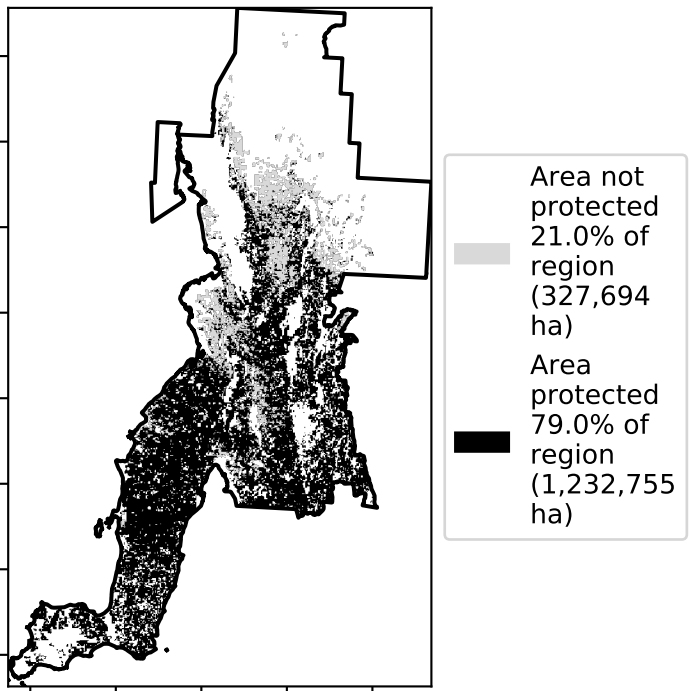 Area not
protected
21.0% of
region
(327,694
ha)
Area
protected
79.0% of
region
(1,232,755
ha)